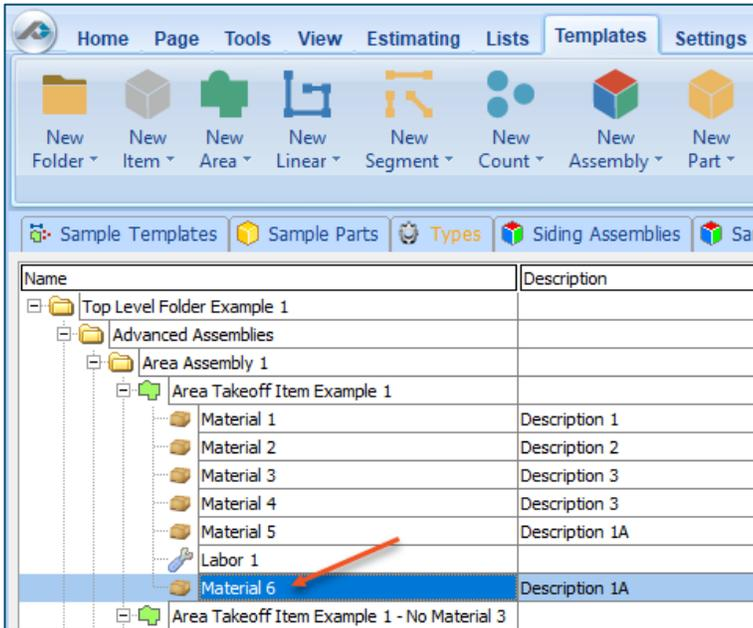 Home Page Tools View Estimating Lists Templates Settings
New Folder New Item New Area New Linear New Segment New Count New Assembly New Part
Sample Templates Sample Parts Types Siding Assemblies Sa
Name Description
Top Level Folder Example 1
Advanced Assemblies
Area Assembly 1
Area Takeoff Item Example 1
Material 1 Description 1
Material 2 Description 2
Material 3 Description 3
Material 4 Description 3
Material 5 Description 1A
Labor 1
Material 6 Description 1A
Area Takeoff Item Example 1 - No Material 3